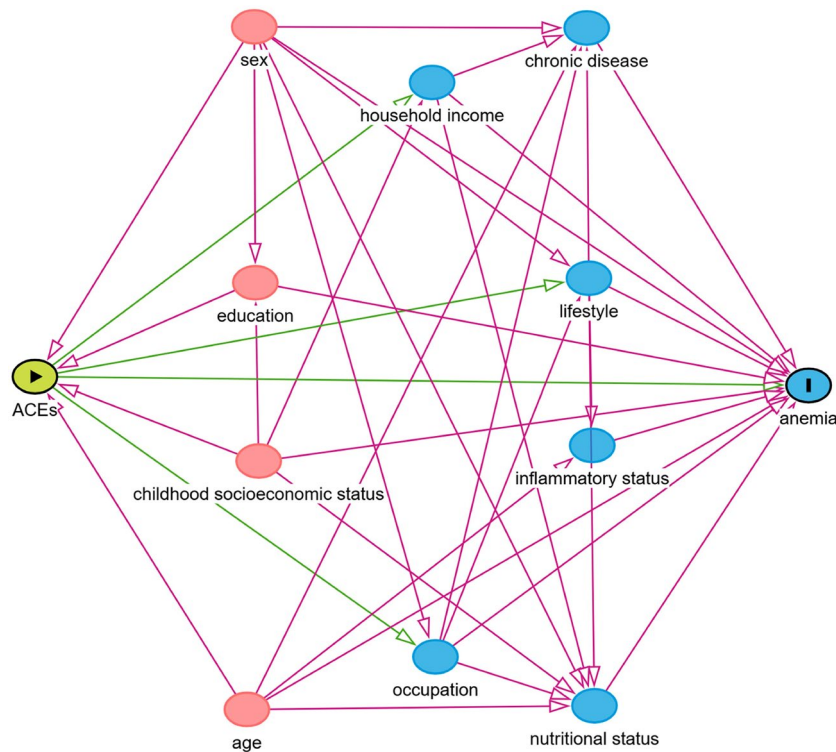 sex
chronic disease
household income
education
lifestyle
ACEs
anemia
childhood socioeconomic status
inflammatory status
occupation
age
nutritional status